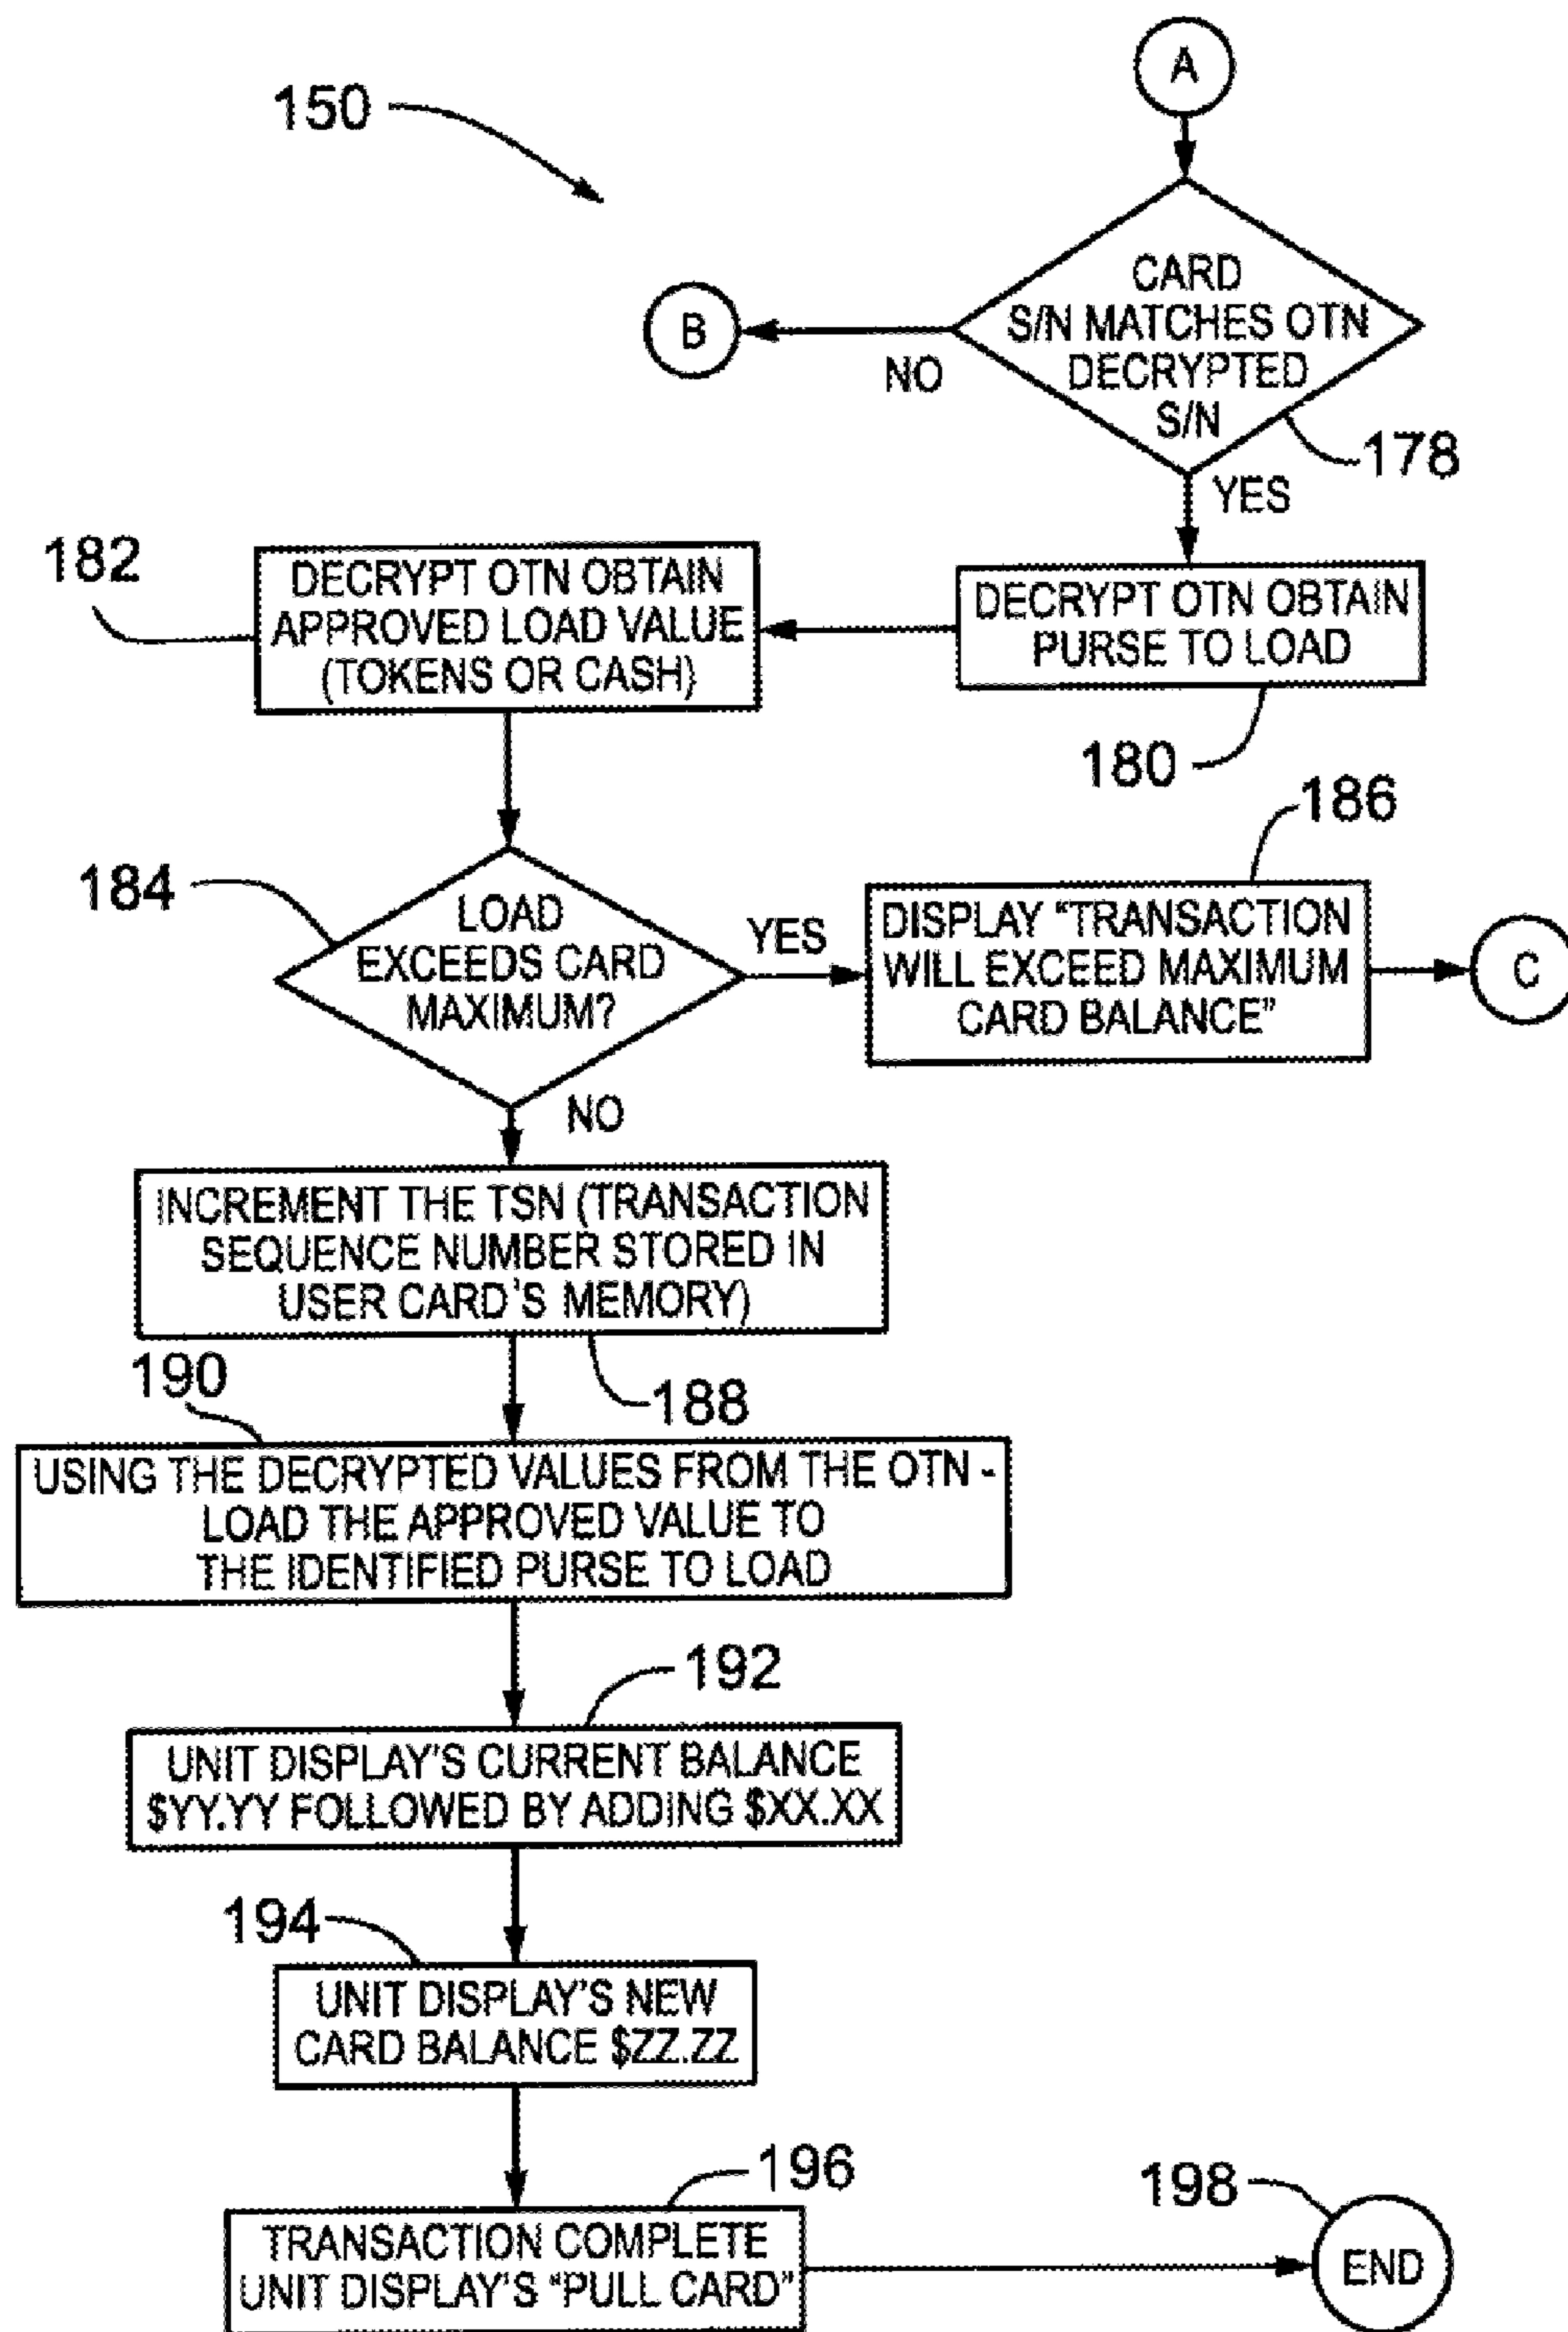 A
150
CARD
S/N MATCHES OTN
DECRYPTED
S/N
178
B
NO
YES
182
DECRYPT OTN OBTAIN
APPROVED LOAD VALUE
(TOKENS OR CASH)
DECRYPT OTN OBTAIN
PURSE TO LOAD
180
186
184
LOAD
EXCEEDS CARD
MAXIMUM?
YES
DISPLAY "TRANSACTION
WILL EXCEED MAXIMUM
CARD BALANCE"
C
NO
INCREMENT THE TSN (TRANSACTION
SEQUENCE NUMBER STORED IN
USER CARD'S MEMORY)
190
188
USING THE DECRYPTED VALUES FROM THE OTN -
LOAD THE APPROVED VALUE TO
THE IDENTIFIED PURSE TO LOAD
192
UNIT DISPLAY'S CURRENT BALANCE
$YY.YY FOLLOWED BY ADDING $XX.XX
194
UNIT DISPLAY'S NEW
CARD BALANCE $ZZ.ZZ
196
198
TRANSACTION COMPLETE
UNIT DISPLAY'S "PULL CARD"
END